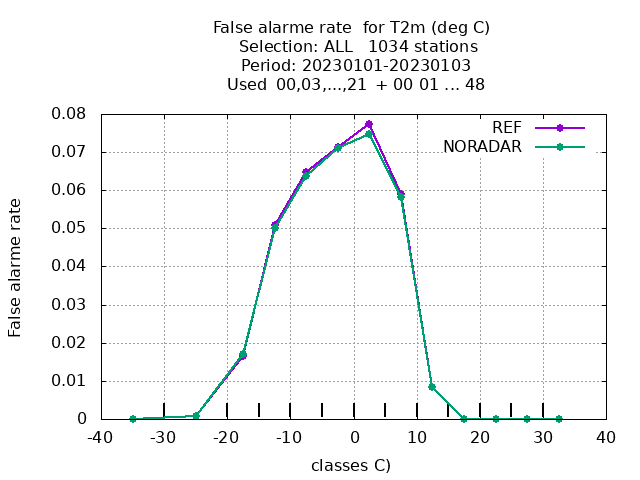 False alarme rate  for T2m (deg C)
Selection: ALL   1034 stations
Period: 20230101-20230103
Used  00,03,...,21  + 00 01 ... 48
REF
NORADAR
False alarme rate
0.08
0.07
0.06
0.05
0.04
0.03
0.02
0.01
0
-40 -30 -20 -10 0 10 20 30 40
classes C)